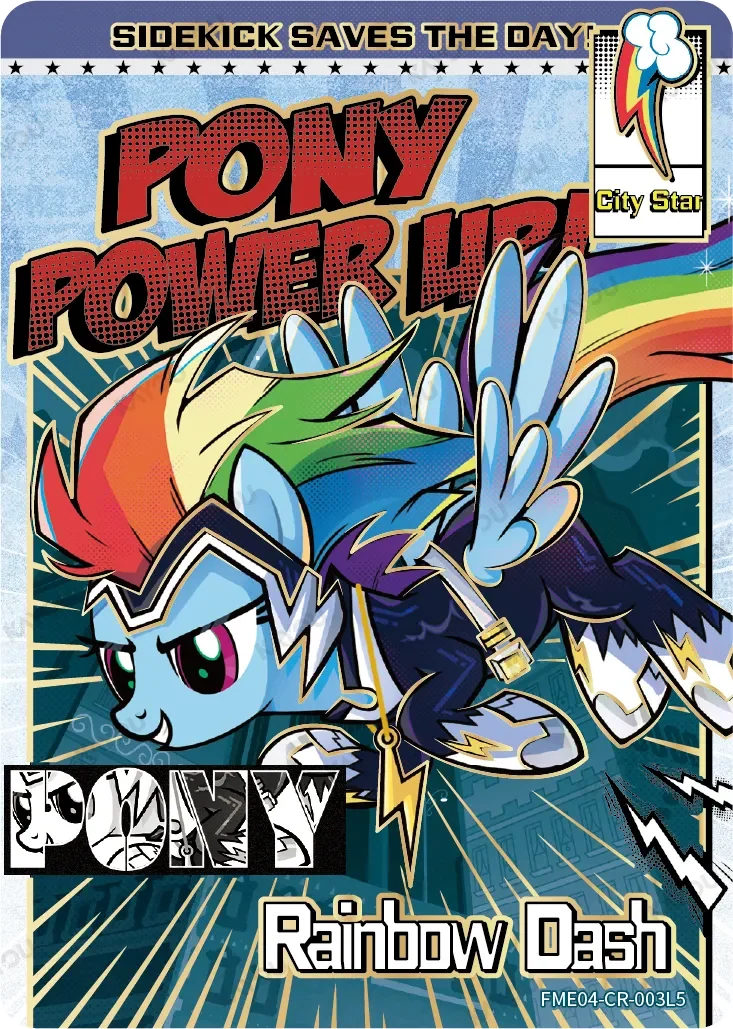 SIDEKICK SAVES THE DAY!
PONY
POWER UP!
City Star
PONY
Rainbow Dash
FME04-CR-003L5